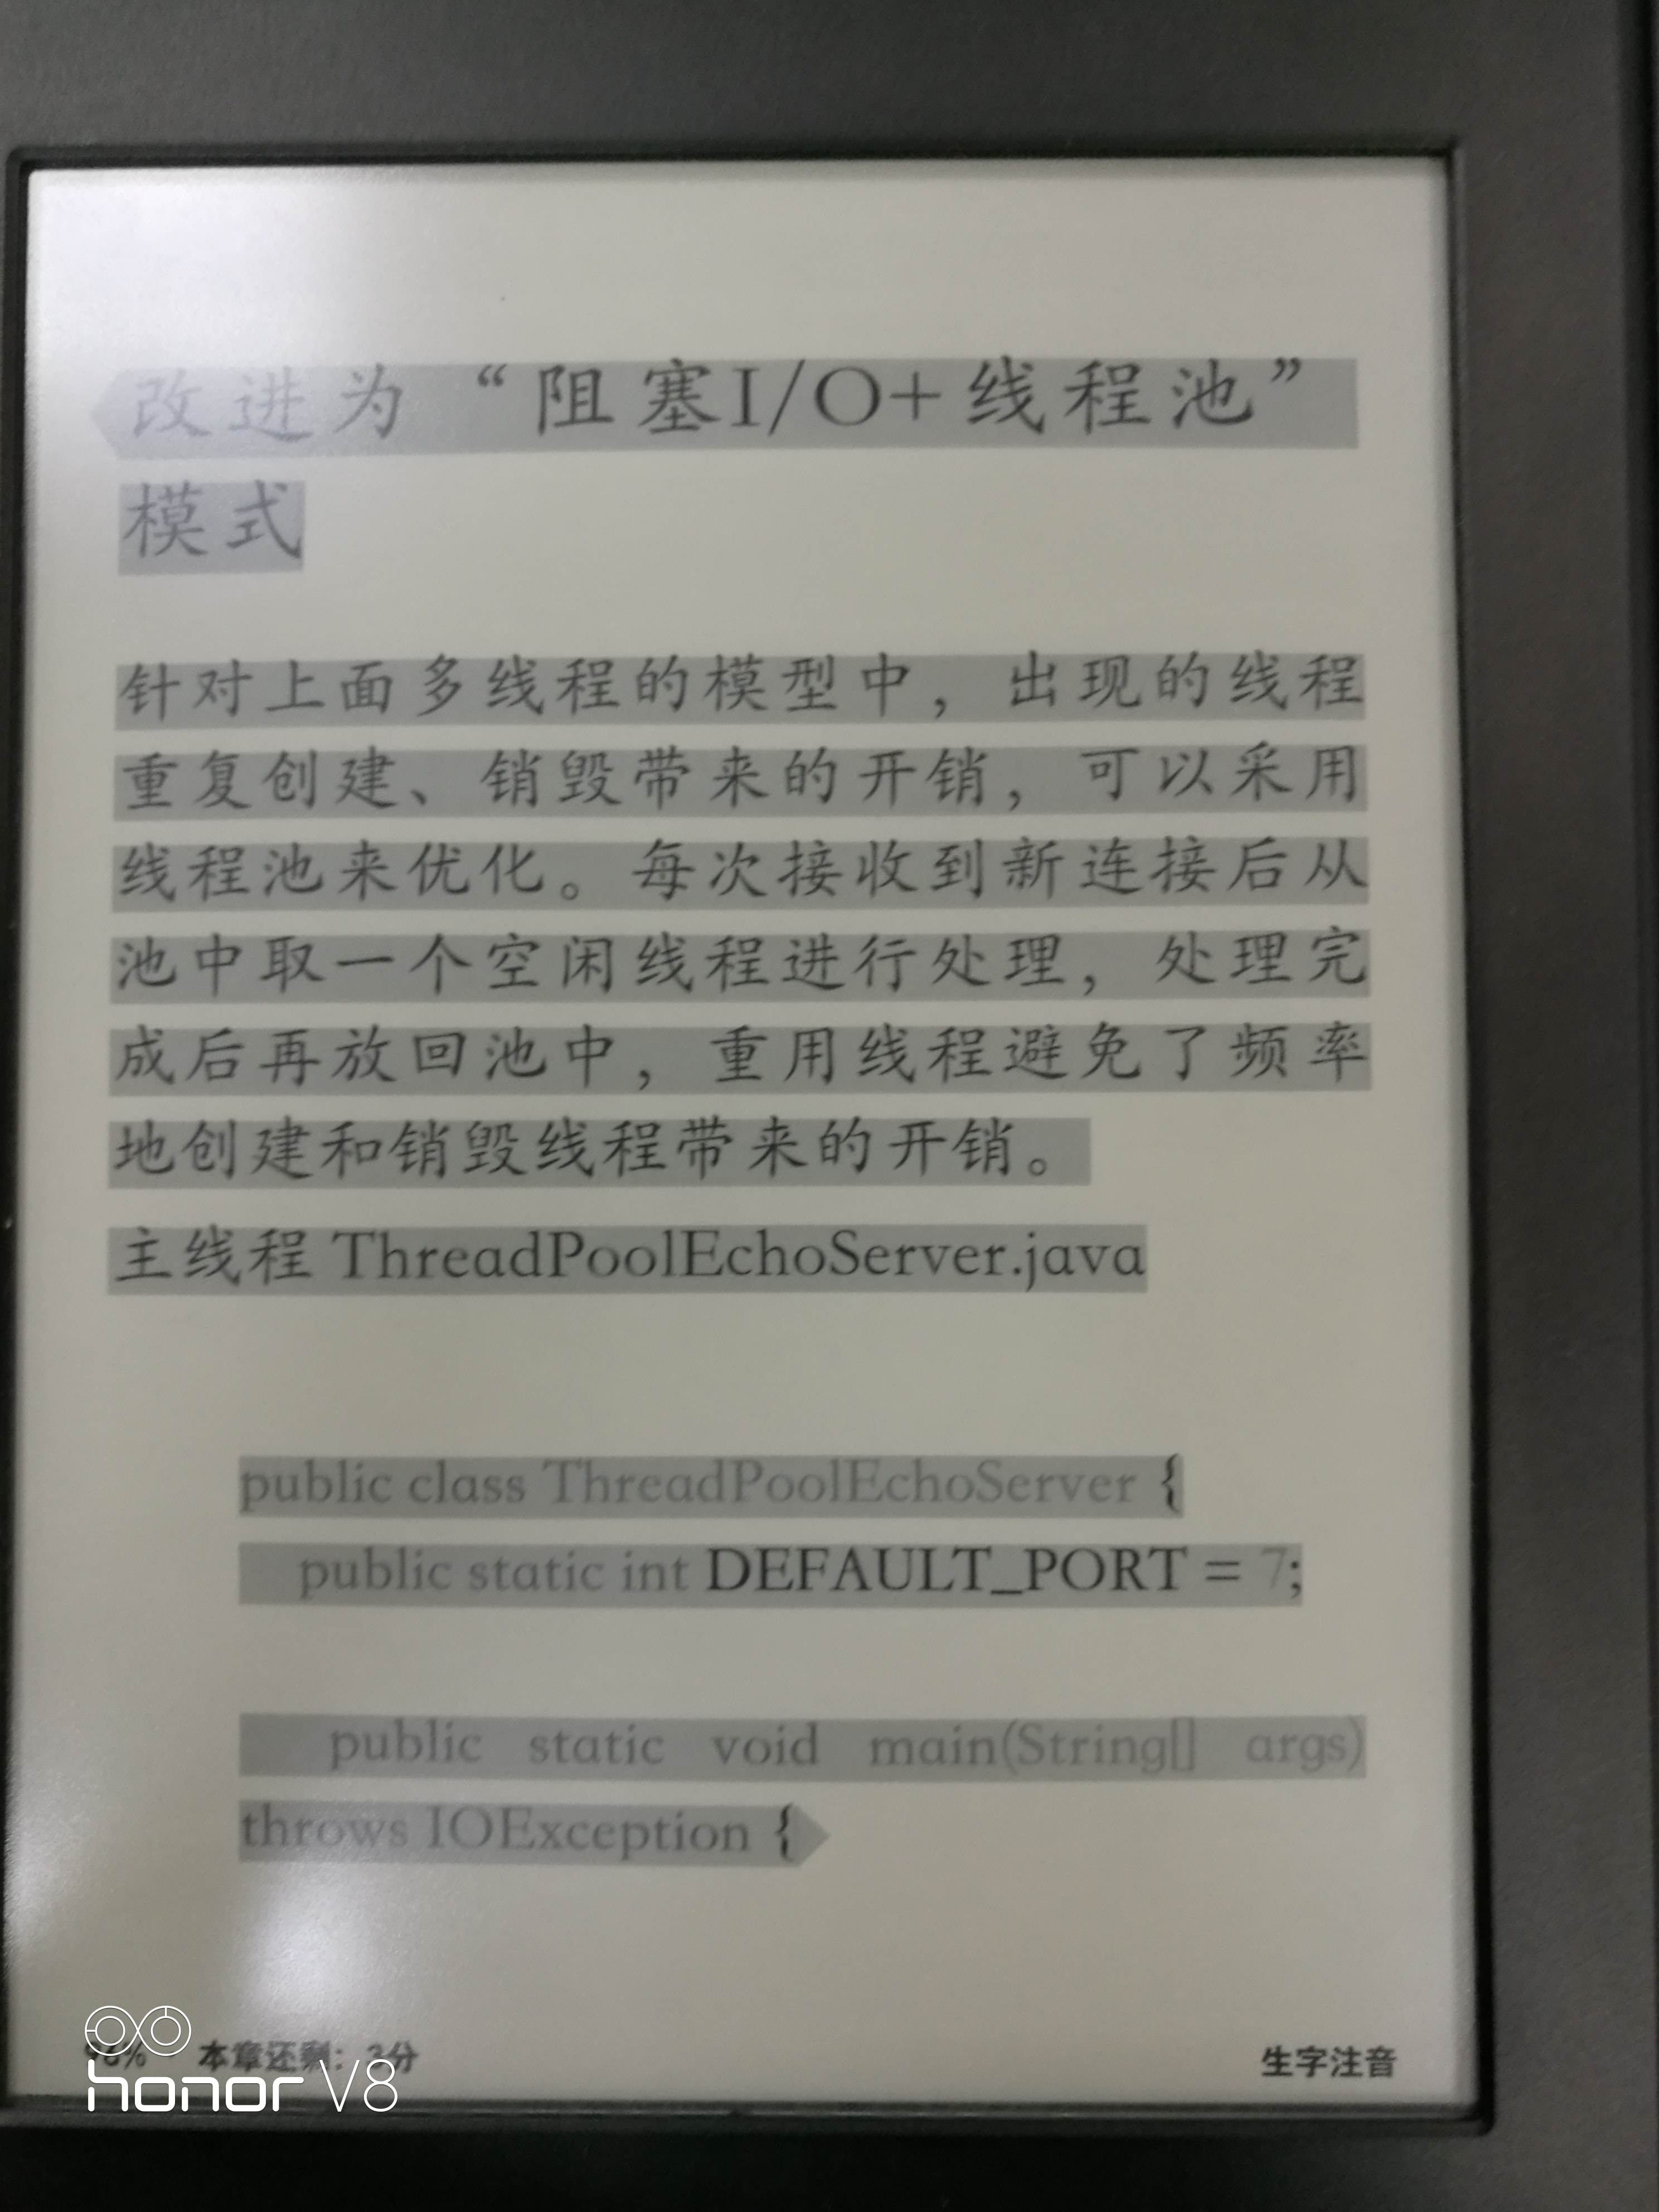 改进为“阻塞I/O+线程池”
模式
针对上面多线程的模型中，出现的线程
重复创建、销毁带来的开销，可以采用
线程池来优化。每次接收到新连接后从
池中取一个空闲线程进行处理，处理完
成后再放回池中，重用线程避免了频率
地创建和销毁线程带来的开销。
主线程 ThreadPoolEchoServer.java
public class ThreadPoolEchoServer {
public static int DEFAULT_PORT = 7;
public static void main(String[] args)
throws IOException {
96% 本章还剩：3分
生字注音
honor V8